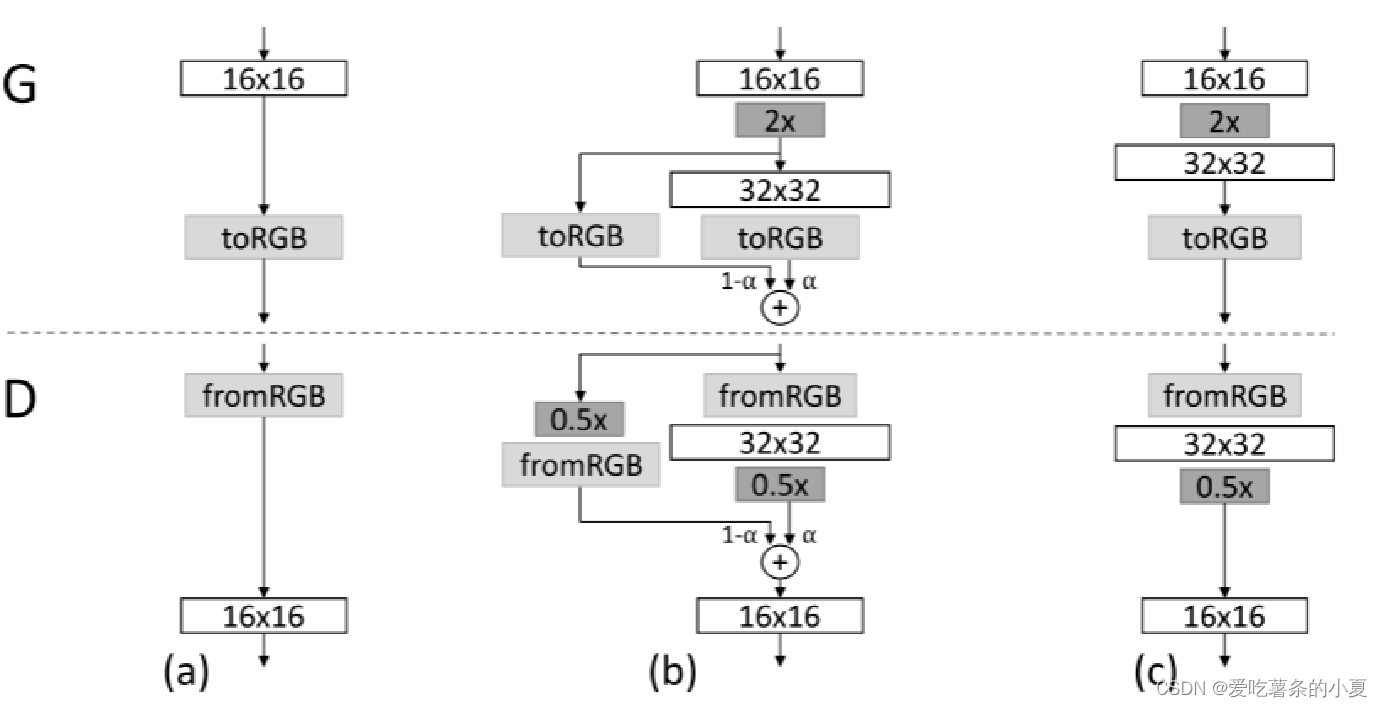 G
16x16
toRGB
16x16
2x
32x32
toRGB
toRGB
1-α
α
+
16x16
2x
32x32
toRGB
D
fromRGB
16x16
(a)
0.5x
fromRGB
fromRGB
32x32
0.5x
1-α
α
+
16x16
(b)
fromRGB
32x32
0.5x
16x16
(c)
CSDN @爱吃薯条的小夏